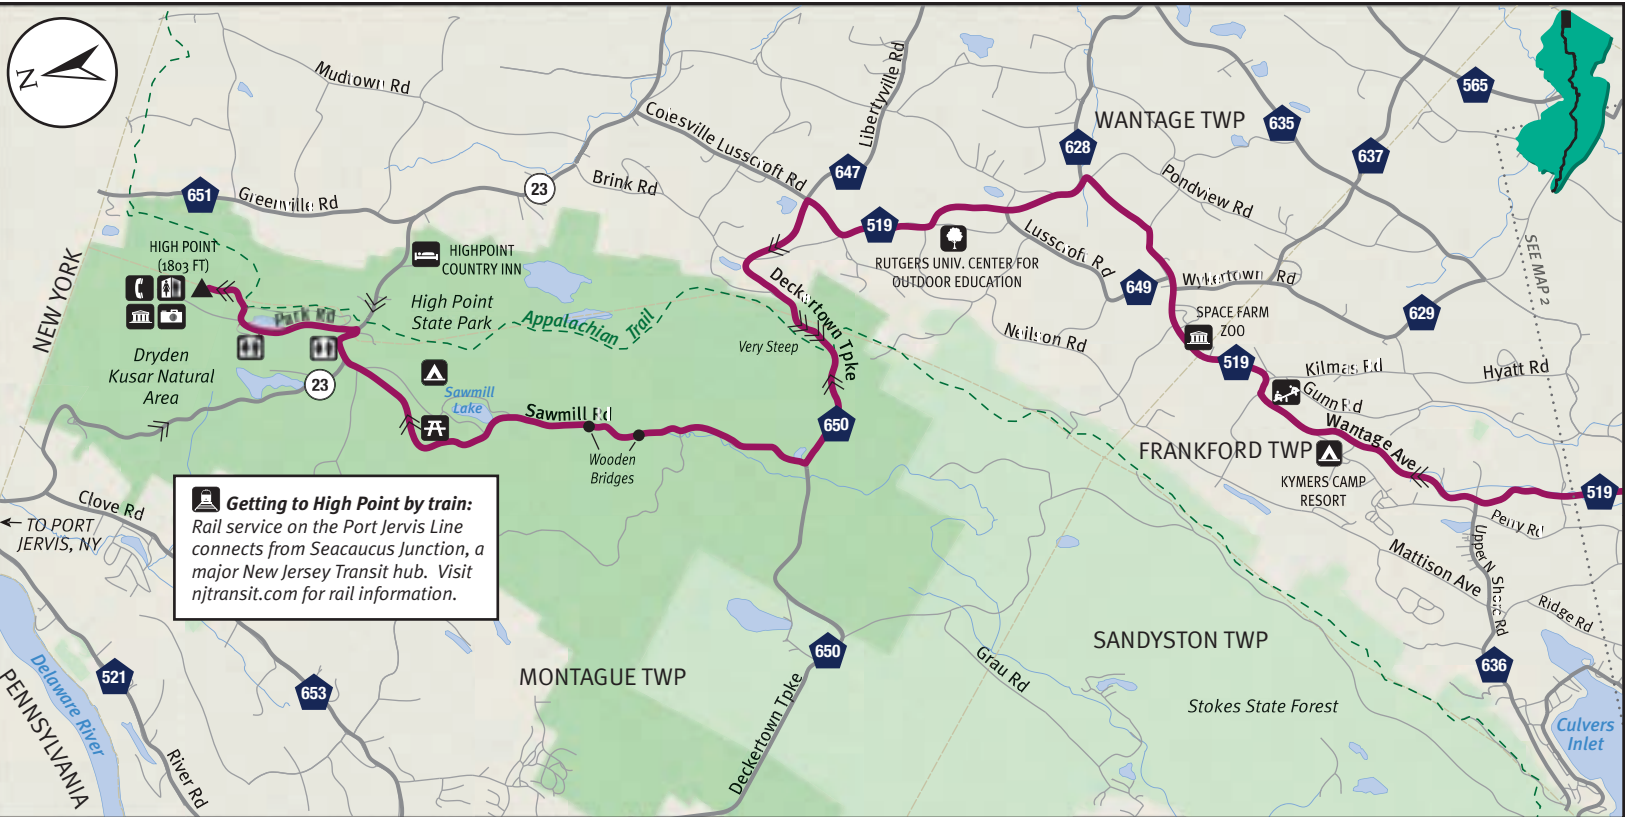 N
Mudtown Rd
Colesville Lusscroft Rd
Libertyville Rd
565
WANTAGE TWP
635
628
637
647
Brink Rd
23
651
Greenville Rd
Pondview Rd
519
HIGH POINT
(1803 FT)
HIGHPOINT
COUNTRY INN
RUTGERS UNIV. CENTER FOR
OUTDOOR EDUCATION
Lusscroft Rd
Wykertown Rd
SEE MAP 2
649
629
NEW YORK
High Point
State Park
Park Rd
Appalachian Trail
Deckertown Tpke
Very Steep
Neilson Rd
SPACE FARM
ZOO
519
Kilmas Rd
Hyatt Rd
Gunn Rd
Dryden
Kusar Natural
Area
23
Sawmill
Lake
Sawmill Rd
650
Wantage Ave
FRANKFORD TWP
Wooden
Bridges
KYMERS CAMP
RESORT
519
Perry Rd
Clove Rd
TO PORT
JERVIS, NY
Getting to High Point by train:
Rail service on the Port Jervis Line
connects from Seacaucus Junction, a
major New Jersey Transit hub.  Visit
njtransit.com for rail information.
Mattison Ave
Upper N Shore Rd
Ridge Rd
650
SANDYSTON TWP
636
Grau Rd
MONTAGUE TWP
Stokes State Forest
521
653
Delaware River
PENNSYLVANIA
River Rd
Deckertown Tpke
Culvers
Inlet